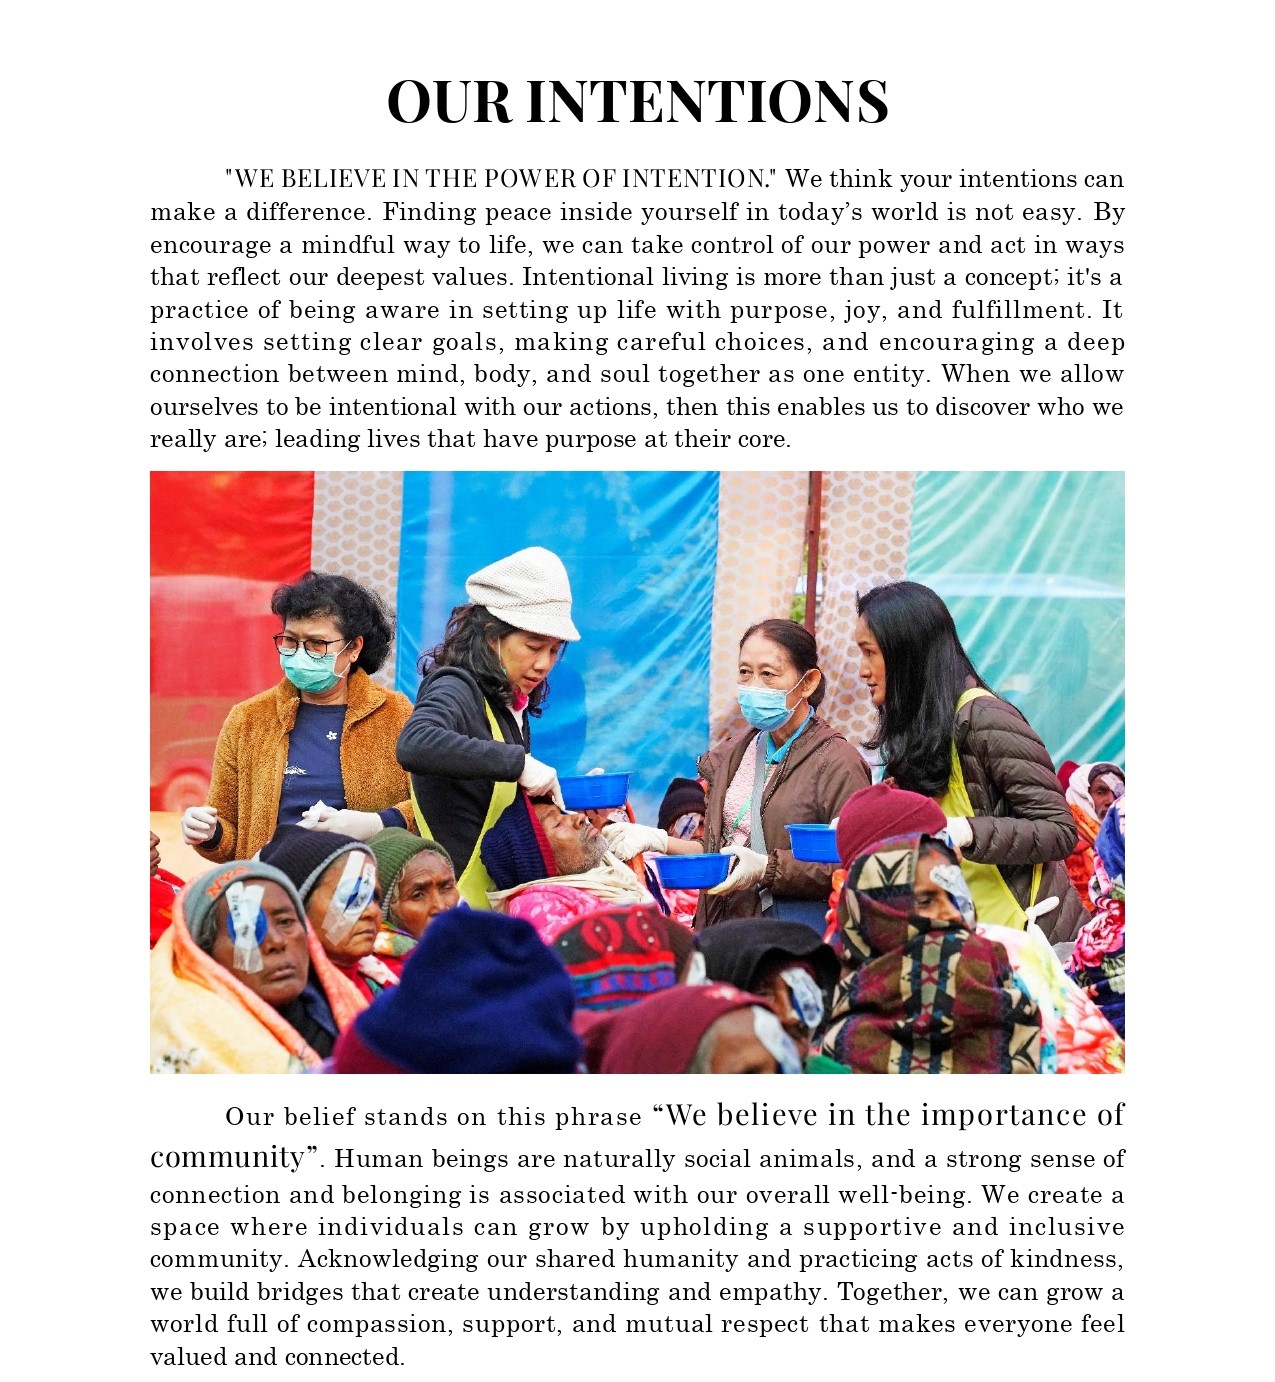 OUR INTENTIONS
"WE BELIEVE IN THE POWER OF INTENTION." We think your intentions can
make a difference. Finding peace inside yourself in today’s world is not easy. By
encourage a mindful way to life, we can take control of our power and act in ways
that reflect our deepest values. Intentional living is more than just a concept; it's a
practice of being aware in setting up life with purpose, joy, and fulfillment. It
involves setting clear goals, making careful choices, and encouraging a deep
connection between mind, body, and soul together as one entity. When we allow
ourselves to be intentional with our actions, then this enables us to discover who we
really are; leading lives that have purpose at their core.
Our belief stands on this phrase “We believe in the importance of
community”. Human beings are naturally social animals, and a strong sense of
connection and belonging is associated with our overall well-being. We create a
space where individuals can grow by upholding a supportive and inclusive
community. Acknowledging our shared humanity and practicing acts of kindness,
we build bridges that create understanding and empathy. Together, we can grow a
world full of compassion, support, and mutual respect that makes everyone feel
valued and connected.